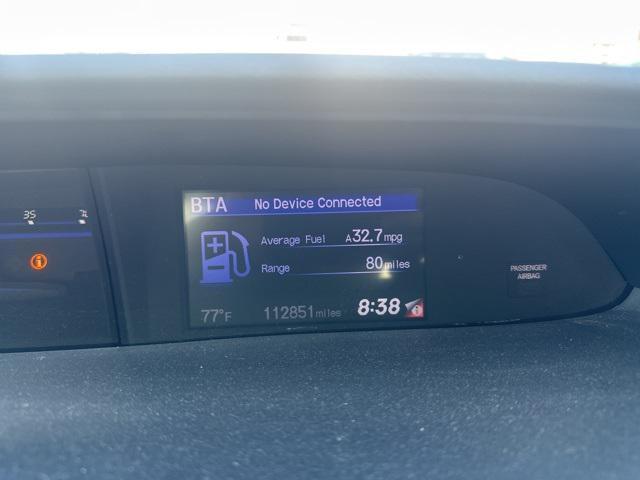 BTA No Device Connected
35
Average Fuel A32.7mpg
Range 80miles
PASSENGER
AIRBAG
77°F 112851miles 8:38